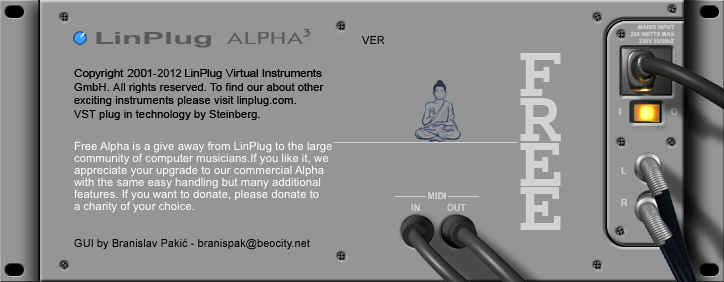 LinPlug ALPHA³
VER
MAINS INPUT
260 WATTS MAX
230V 50/60HZ
Copyright 2001-2012 LinPlug Virtual Instruments
GmbH. All rights reserved. To find our about other
exciting instruments please visit linplug.com.
VST plug in technology by Steinberg.
FREE
I
O
Free Alpha is a give away from LinPlug to the large
community of computer musicians.If you like it, we
appreciate your upgrade to our commercial Alpha
with the same easy handling but many additional
features. If you want to donate, please donate to
a charity of your choice.
L
R
MIDI
IN OUT
GUI by Branislav Pakić - branispak@beocity.net